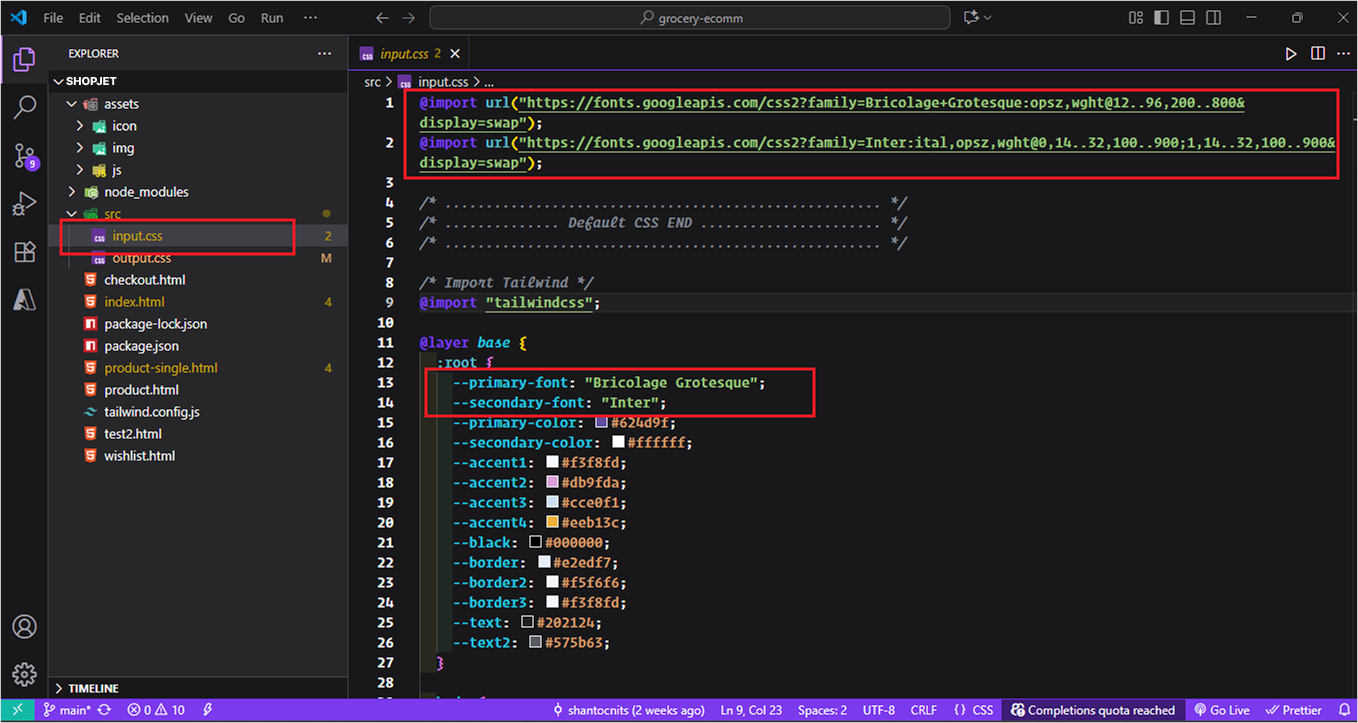 File Edit Selection View Go Run ···
grocery-ecomm
EXPLORER ···
SHOPJET
assets
icon
img
js
node_modules
src
input.css 2
output.css M
checkout.html
index.html 4
package-lock.json
package.json
product-single.html 4
product.html
tailwind.config.js
test2.html
wishlist.html
TIMELINE
9
input.css 2
src > input.css > ...
1 @import url("https://fonts.googleapis.com/css2?family=Bricolage+Grotesque:opsz,wght@12..96,200..800&
display=swap");
2 @import url("https://fonts.googleapis.com/css2?family=Inter:ital,opsz,wght@0,14..32,100..900;1,14..32,100..900&
display=swap");
3
4 /* ..................................................... */
5 /* .............. Default CSS END ...................... */
6 /* ..................................................... */
7
8 /* Import Tailwind */
9 @import "tailwindcss";
10
11 @layer base {
12 :root {
13 --primary-font: "Bricolage Grotesque";
14 --secondary-font: "Inter";
15 --primary-color: #624d9f;
16 --secondary-color: #ffffff;
17 --accent1: #f3f8fd;
18 --accent2: #db9fda;
19 --accent3: #cce0f1;
20 --accent4: #eeb13c;
21 --black: #000000;
22 --border: #e2edf7;
23 --border2: #f5f6f6;
24 --border3: #f3f8fd;
25 --text: #202124;
26 --text2: #575b63;
27 }
28
main* 0 10 shantocnits (2 weeks ago) Ln 9, Col 23 Spaces: 2 UTF-8 CRLF {} CSS Completions quota reached Go Live Prettier